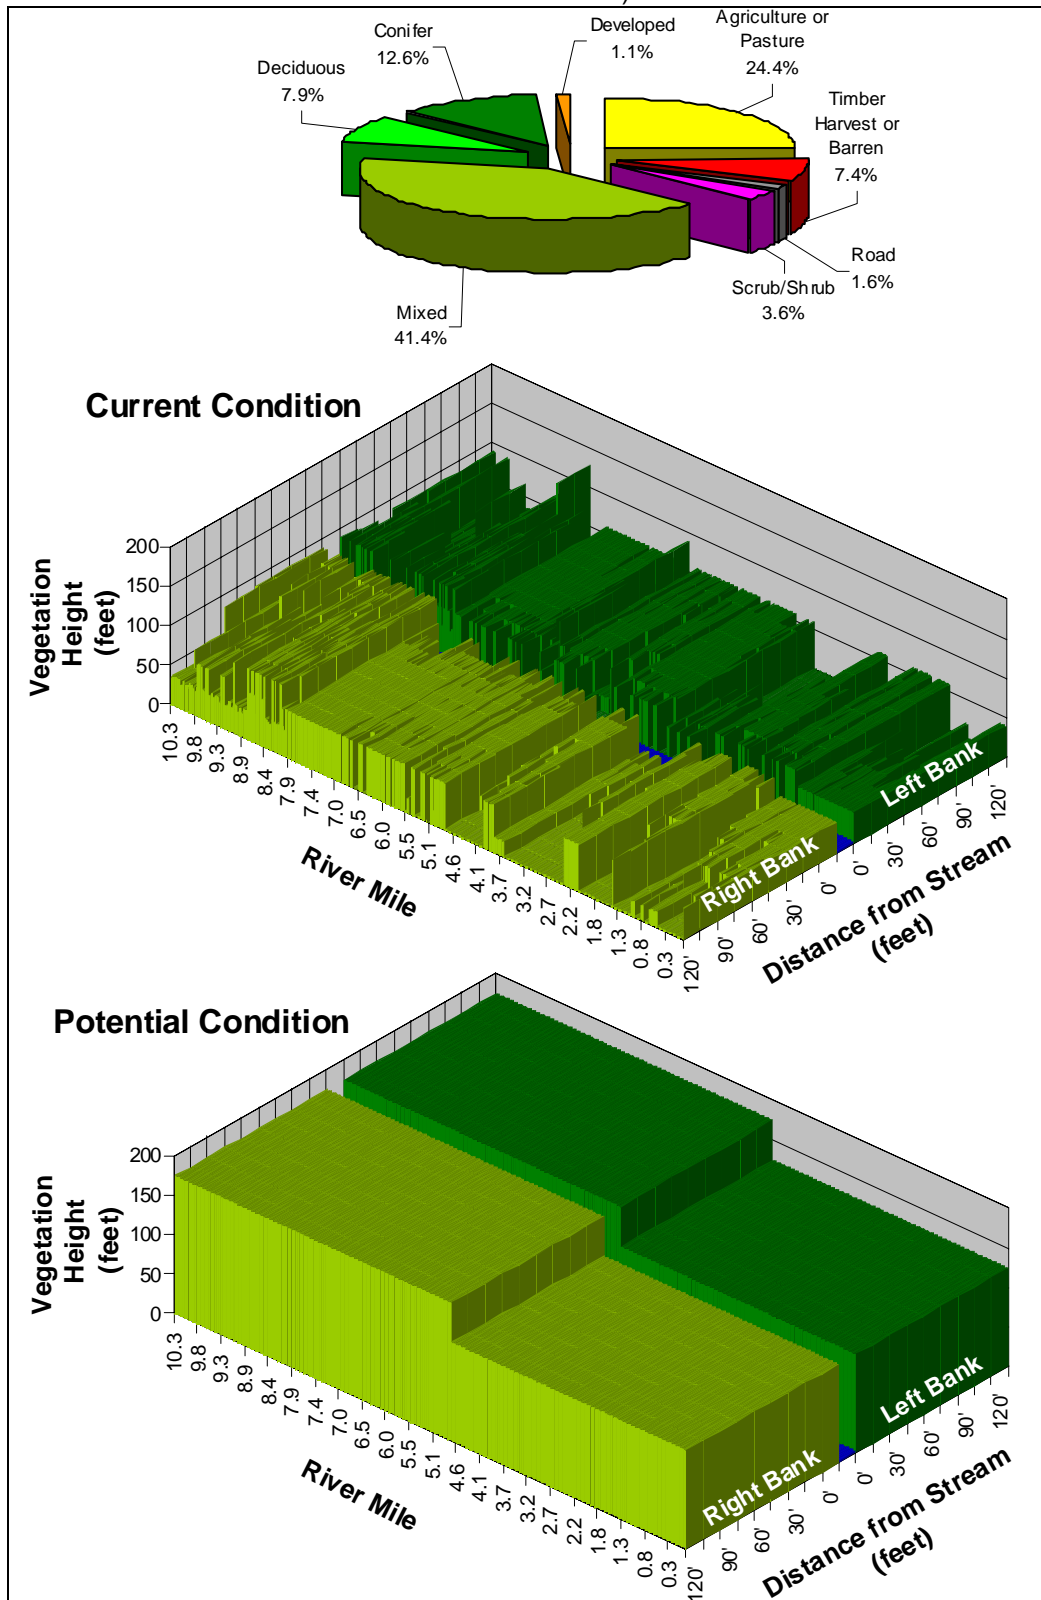 Developed
1.1%
Agriculture or
Pasture
24.4%
Conifer
12.6%
Deciduous
7.9%
Timber
Harvest or
Barren
7.4%
Road
1.6%
Scrub/Shrub
3.6%
Mixed
41.4%
Current Condition
Vegetation
Height
(feet)
200
150
100
50
0
10.3
9.8
9.3
8.9
8.4
7.9
7.4
7.0
6.5
6.0
5.5
5.1
4.6
4.1
3.7
3.2
2.7
2.2
1.8
1.3
0.8
0.3
River Mile
Right Bank
Left Bank
120'
90'
60'
30'
0'
0'
30'
60'
90'
120'
Distance from Stream
(feet)
Potential Condition
Vegetation
Height
(feet)
200
150
100
50
0
10.3
9.8
9.3
8.9
8.4
7.9
7.4
7.0
6.5
6.0
5.5
5.1
4.6
4.1
3.7
3.2
2.7
2.2
1.8
1.3
0.8
0.3
River Mile
Right Bank
Left Bank
120'
90'
60'
30'
0'
0'
30'
60'
90'
120'
Distance from Stream
(feet)